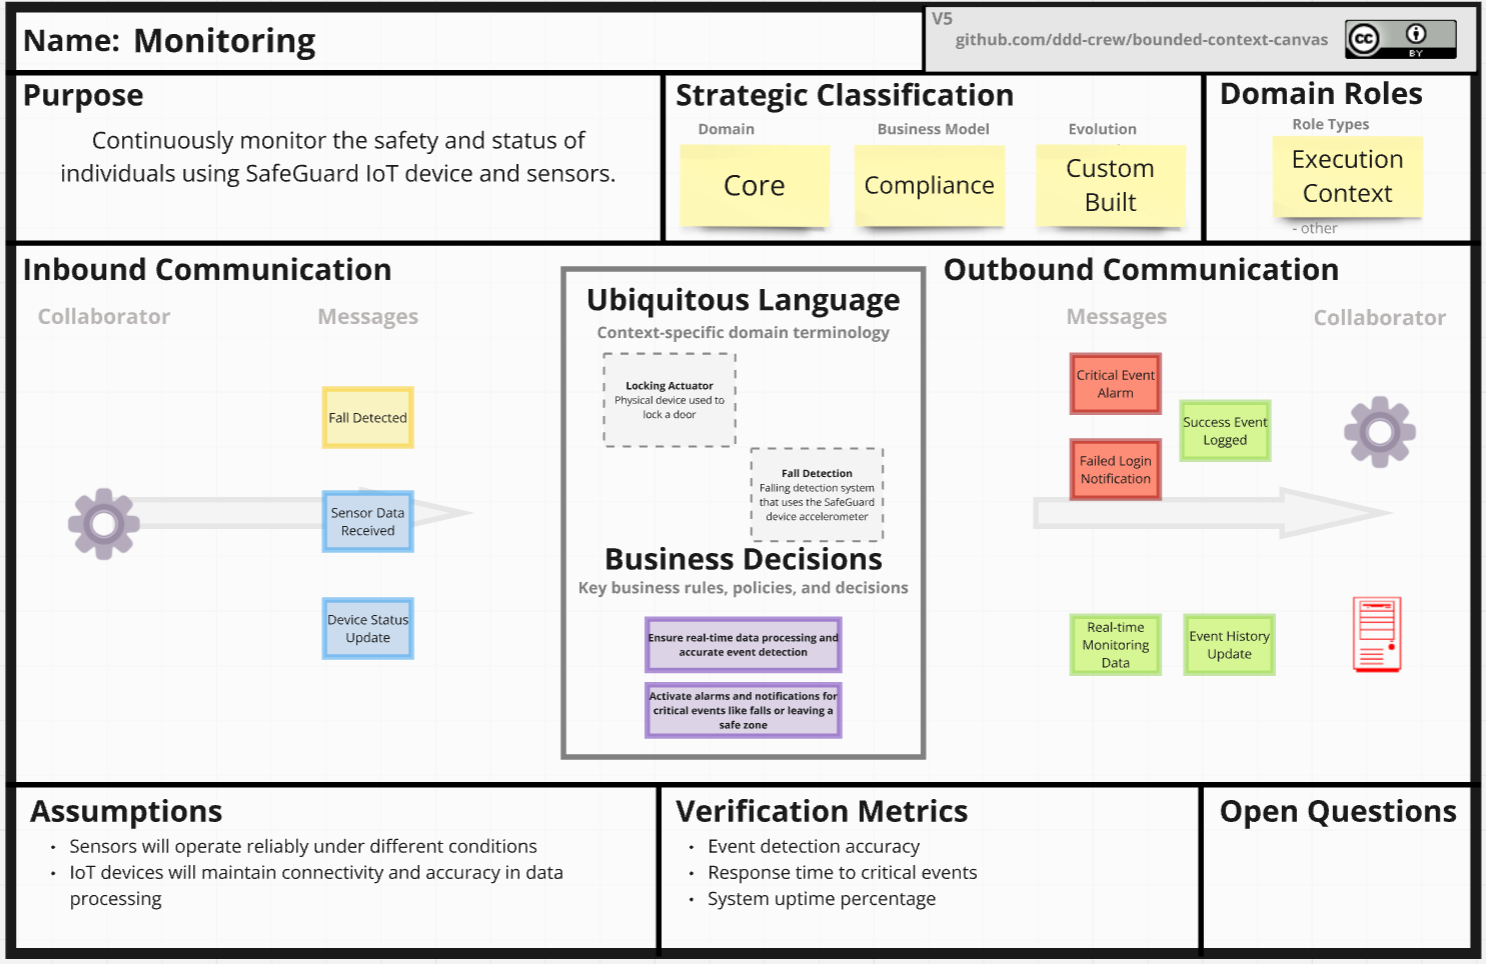 Name: Monitoring
V5
github.com/ddd-crew/bounded-context-canvas
cc
BY
Purpose
Continuously monitor the safety and status of
individuals using SafeGuard IoT device and sensors.
Strategic Classification
Domain
Business Model
Evolution
Core
Compliance
Custom
Built
Domain Roles
Role Types
Execution
Context
- other
Inbound Communication
Collaborator
Messages
Fall Detected
Sensor Data
Received
Device Status
Update
Ubiquitous Language
Context-specific domain terminology
Locking Actuator
Physical device used to
lock a door
Fall Detection
Falling detection system
that uses the SafeGuard
device accelerometer
Business Decisions
Key business rules, policies, and decisions
Ensure real-time data processing and
accurate event detection
Activate alarms and notifications for
critical events like falls or leaving a
safe zone
Outbound Communication
Messages
Collaborator
Critical Event
Alarm
Success Event
Logged
Failed Login
Notification
Real-time
Monitoring
Data
Event History
Update
Assumptions
• Sensors will operate reliably under different conditions
• IoT devices will maintain connectivity and accuracy in data
processing
Verification Metrics
• Event detection accuracy
• Response time to critical events
• System uptime percentage
Open Questions